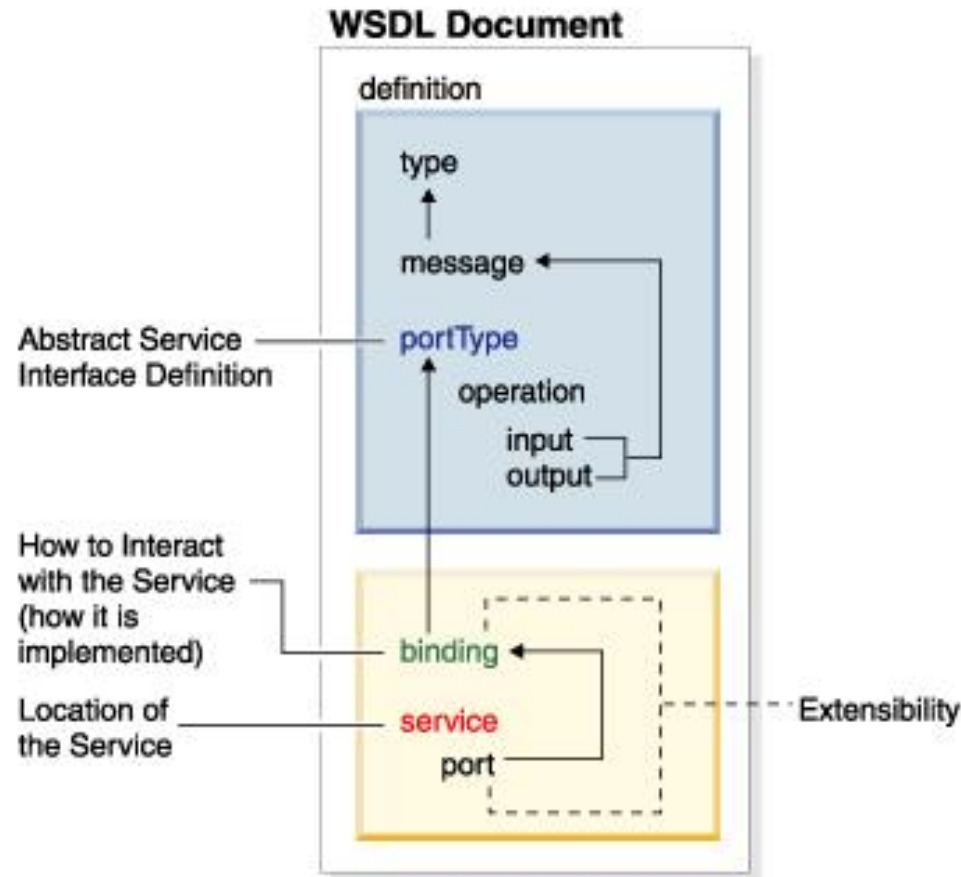 WSDL Document
definition
type
message
Abstract Service
Interface Definition
portType
operation
input
output
How to Interact
with the Service
(how it is
implemented)
binding
Location of
the Service
service
port
Extensibility